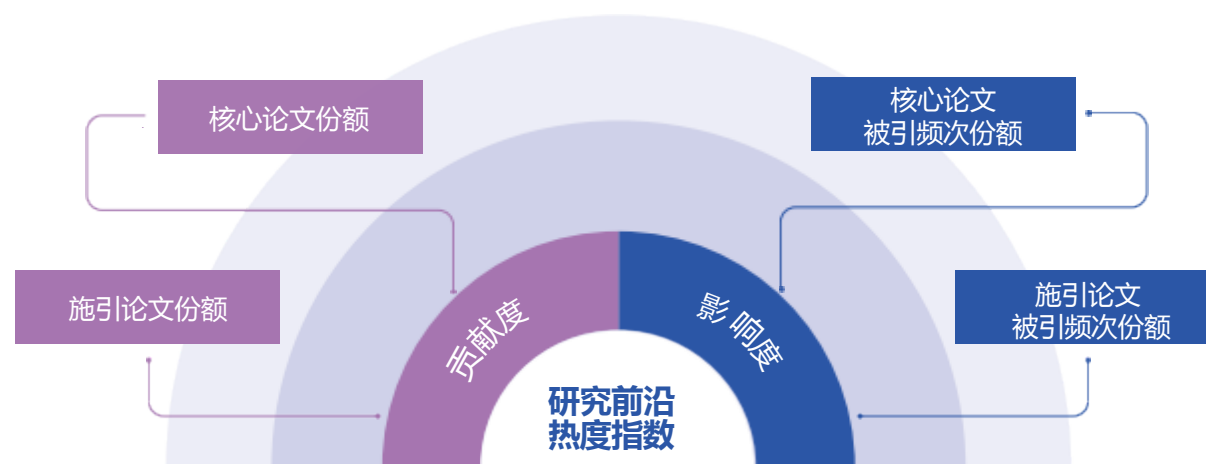 核心论文份额
核心论文
被引频次份额
施引论文份额
施引论文
被引频次份额
贡献度
影响度
研究前沿
热度指数